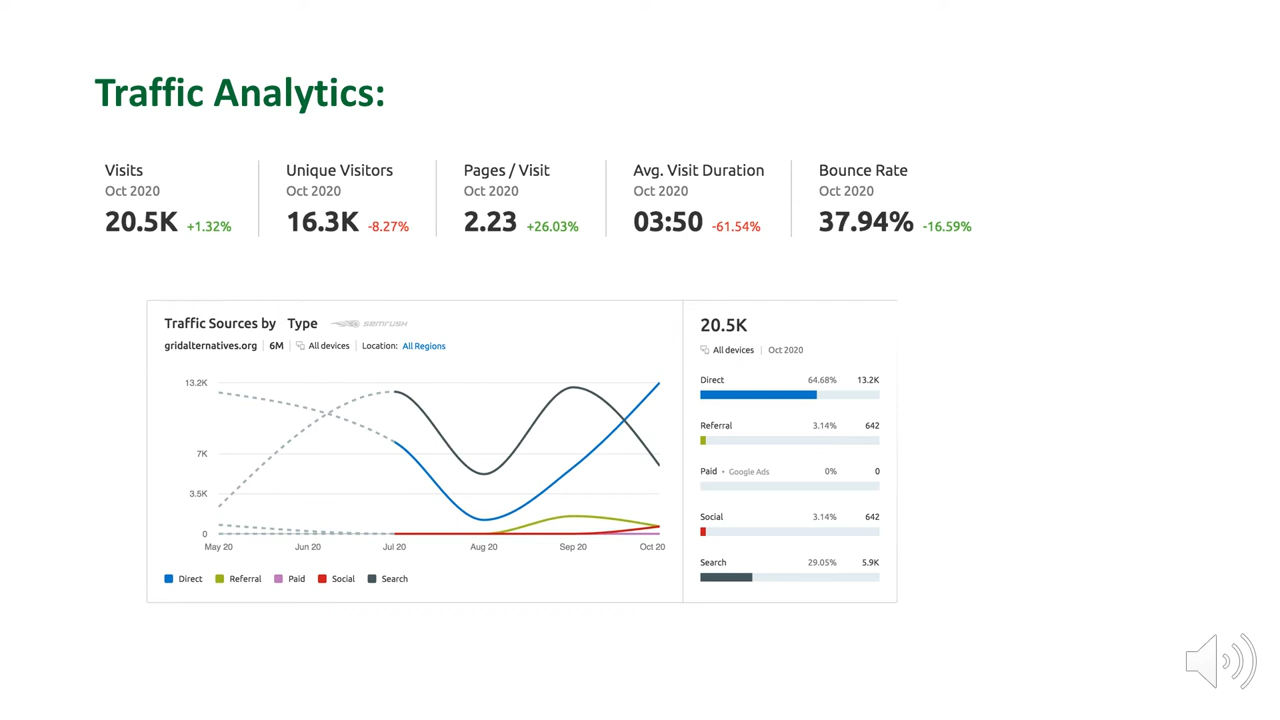 Traffic Analytics:
Visits
Oct 2020
20.5K +1.32%
Unique Visitors
Oct 2020
16.3K -8.27%
Pages / Visit
Oct 2020
2.23 +26.03%
Avg. Visit Duration
Oct 2020
03:50 -61.54%
Bounce Rate
Oct 2020
37.94% -16.59%
Traffic Sources by Type SEMRUSH
gridalternatives.org 6M All devices Location: All Regions
13.2K
7K
3.5K
0
May 20 Jun 20 Jul 20 Aug 20 Sep 20 Oct 20
Direct Referral Paid Social Search
20.5K
All devices Oct 2020
Direct 64.68% 13.2K
Referral 3.14% 642
Paid • Google Ads 0% 0
Social 3.14% 642
Search 29.05% 5.9K